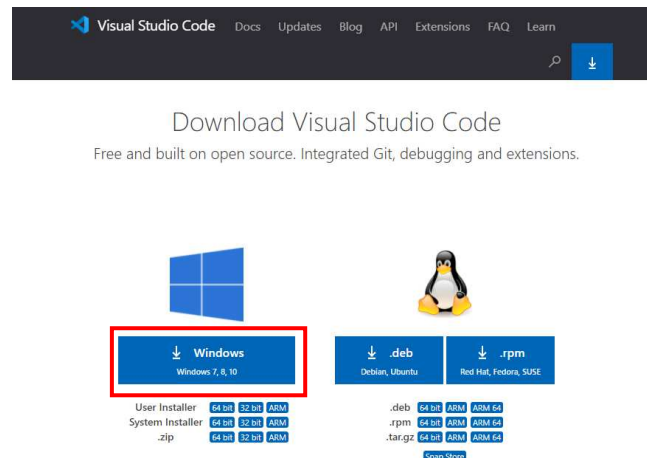 Visual Studio Code Docs Updates Blog API Extensions FAQ Learn
Download Visual Studio Code
Free and built on open source. Integrated Git, debugging and extensions.
Windows
Windows 7, 8, 10
User Installer 64 bit 32 bit ARM
System Installer 64 bit 32 bit ARM
.zip 64 bit 32 bit ARM
.deb
Debian, Ubuntu
.rpm
Red Hat, Fedora, SUSE
.deb 64 bit ARM ARM 64
.rpm 64 bit ARM ARM 64
.tar.gz 64 bit ARM ARM 64
Snap Store